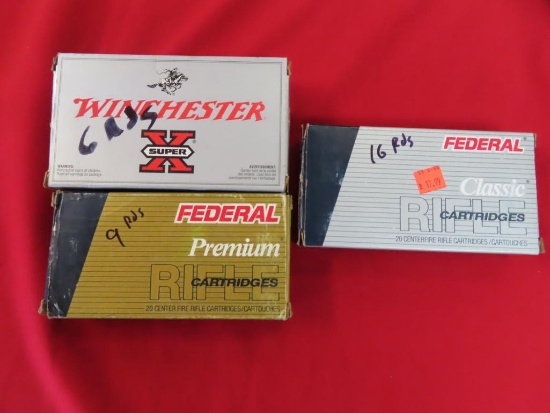 WINCHESTER
SUPER
X
6 RDS
FEDERAL
Premium
RIFLE
CARTRIDGES
20 CENTER FIRE RIFLE CARTRIDGES/CARTOUCHES
9 RDS
FEDERAL
Classic
RIFLE
CARTRIDGES
20 CENTERFIRE RIFLE CARTRIDGES/CARTOUCHES
16 RDS